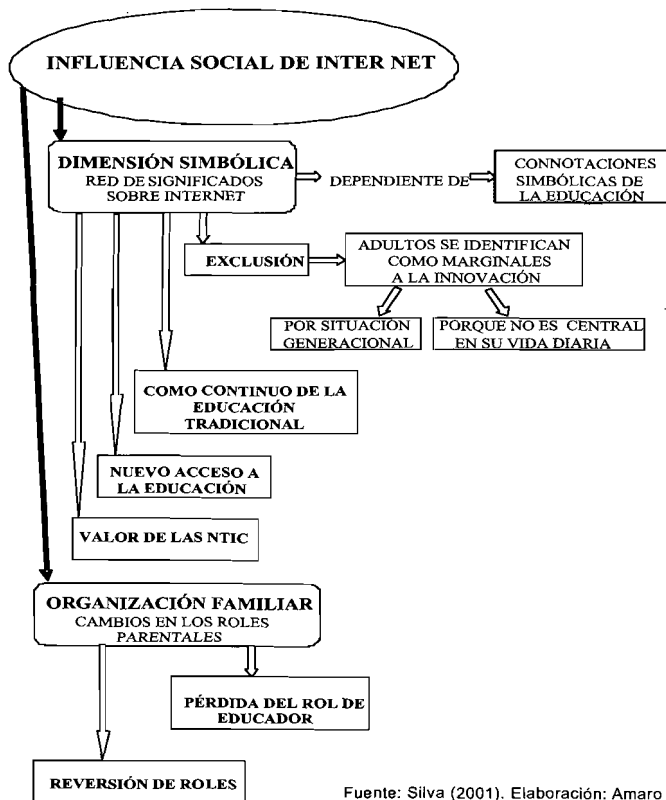 INFLUENCIA SOCIAL DE INTER NET
DIMENSIÓN SIMBÓLICA
RED DE SIGNIFICADOS
SOBRE INTERNET
DEPENDIENTE DE
CONNOTACIONES
SIMBÓLICAS DE
LA EDUCACIÓN
EXCLUSIÓN
ADULTOS SE IDENTIFICAN
COMO MARGINALES
A LA INNOVACIÓN
POR SITUACIÓN
GENERACIONAL
PORQUE NO ES CENTRAL
EN SU VIDA DIARIA
COMO CONTINUO DE LA
EDUCACIÓN
TRADICIONAL
NUEVO ACCESO A
LA EDUCACIÓN
VALOR DE LAS NTIC
ORGANIZACIÓN FAMILIAR
CAMBIOS EN LOS ROLES
PARENTALES
PÉRDIDA DEL ROL DE
EDUCADOR
REVERSIÓN DE ROLES
Fuente: Silva (2001). Elaboración: Amaro